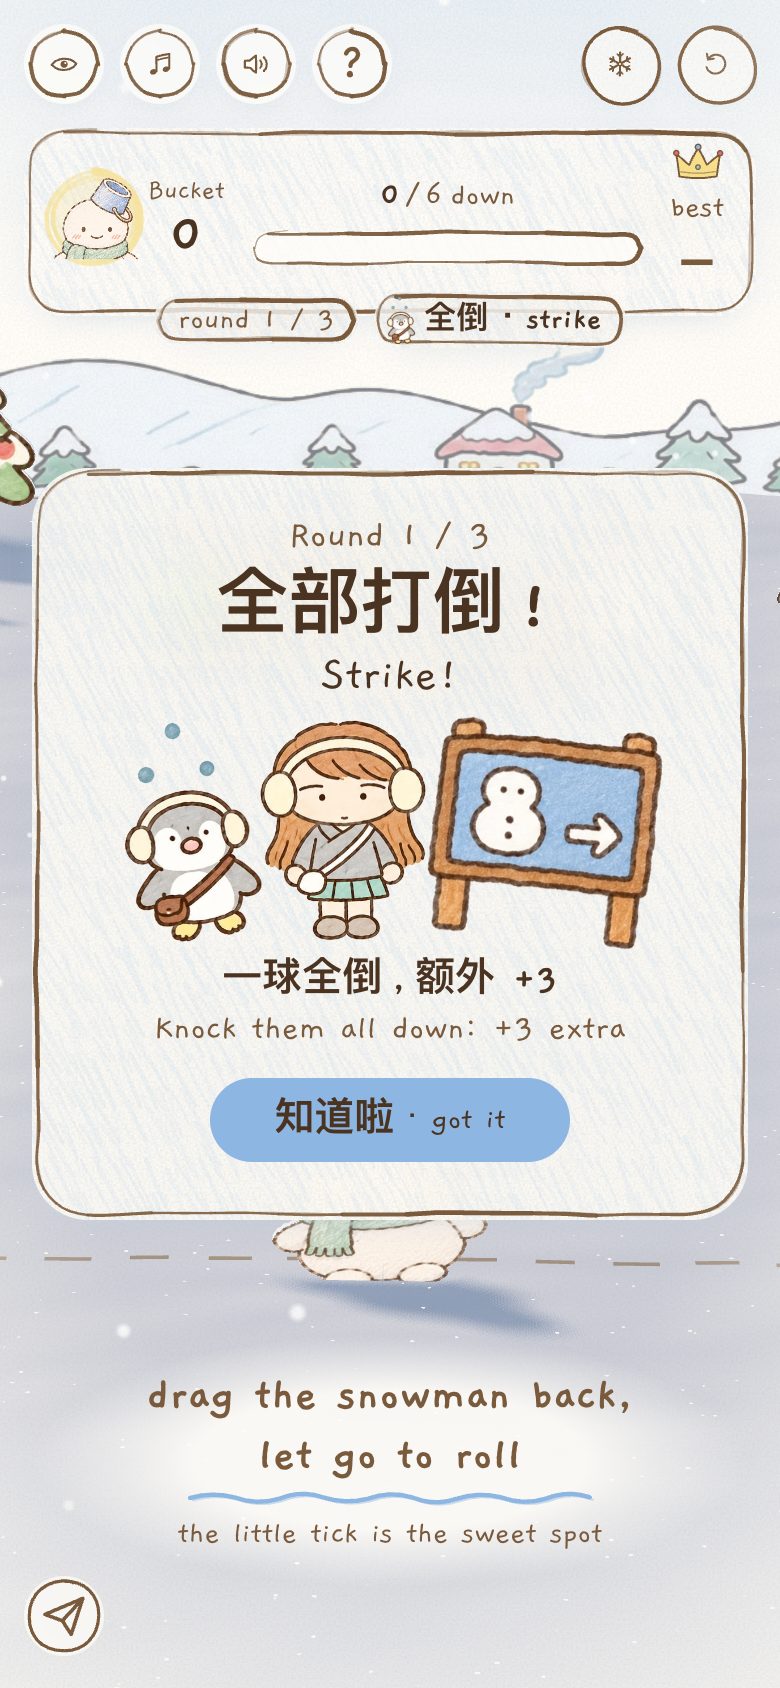 ?
Bucket
0
0 / 6 down
best
–
round 1 / 3
全倒 · strike
Round 1 / 3
全部打倒！
Strike!
一球全倒，额外 +3
Knock them all down: +3 extra
知道啦 · got it
drag the snowman back,
let go to roll
the little tick is the sweet spot